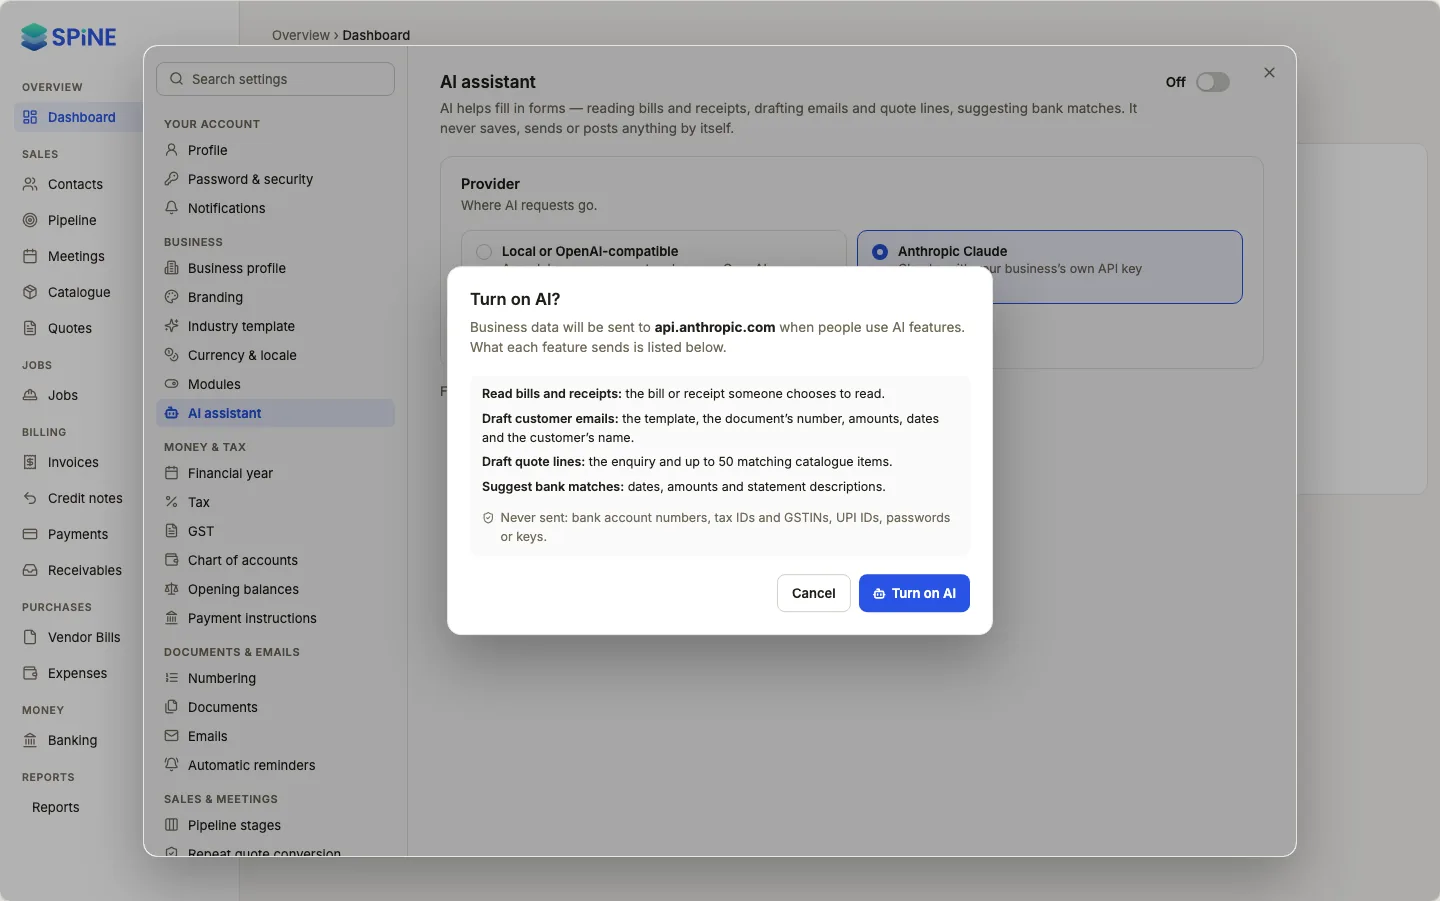 SPiNE
Overview › Dashboard
OVERVIEW
Dashboard
SALES
Contacts
Pipeline
Meetings
Catalogue
Quotes
JOBS
Jobs
BILLING
Invoices
Credit notes
Payments
Receivables
PURCHASES
Vendor Bills
Expenses
MONEY
Banking
REPORTS
Reports
Search settings
YOUR ACCOUNT
Profile
Password & security
Notifications
BUSINESS
Business profile
Branding
Industry template
Currency & locale
Modules
AI assistant
MONEY & TAX
Financial year
Tax
GST
Chart of accounts
Opening balances
Payment instructions
DOCUMENTS & EMAILS
Numbering
Documents
Emails
Automatic reminders
SALES & MEETINGS
Pipeline stages
Repeat quote conversion
AI assistant
Off
AI helps fill in forms — reading bills and receipts, drafting emails and quote lines, suggesting bank matches. It
never saves, sends or posts anything by itself.
Provider
Where AI requests go.
Local or OpenAI-compatible
Anthropic Claude
business's own API key
Turn on AI?
Business data will be sent to api.anthropic.com when people use AI features.
What each feature sends is listed below.
Read bills and receipts: the bill or receipt someone chooses to read.
Draft customer emails: the template, the document's number, amounts, dates
and the customer's name.
Draft quote lines: the enquiry and up to 50 matching catalogue items.
Suggest bank matches: dates, amounts and statement descriptions.
Never sent: bank account numbers, tax IDs and GSTINs, UPI IDs, passwords
or keys.
Cancel
Turn on AI